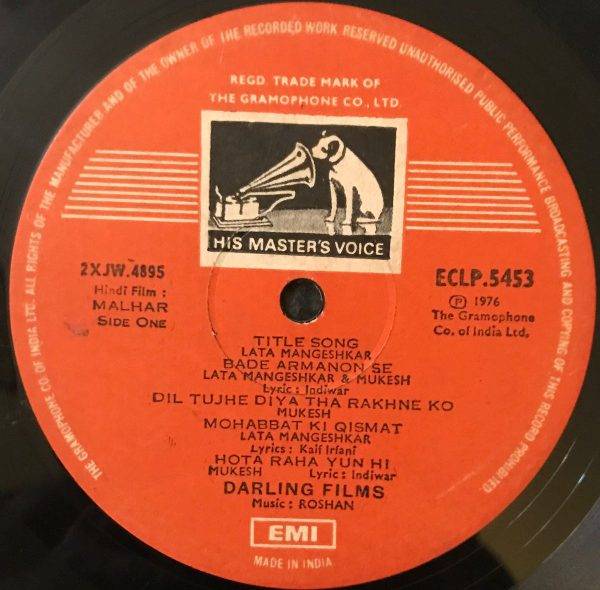 THE GRAMOPHONE CO OF INDIA LTD. ALL RIGHTS OF THE MANUFACTURER AND OF THE OWNER OF THE RECORDED WORK RESERVED UNAUTHORISED PUBLIC PERFORMANCE BROADCASTING AND COPYING OF THIS RECORD PROHIBITED
REGD. TRADE MARK OF
THE GRAMOPHONE CO., LTD.
HIS MASTER'S VOICE
2XJW.4895
Hindi Film :
MALHAR
SIDE ONE
ECLP.5453
Ⓟ 1976
The Gramophone
Co. of India Ltd.
TITLE SONG
LATA MANGESHKAR
BADE ARMANON SE
LATA MANGESHKAR & MUKESH
Lyric : Indiwar
DIL TUJHE DIYA THA RAKHNE KO
MUKESH
MOHABBAT KI QISMAT
LATA MANGESHKAR
Lyrics : Kaif Irfani
HOTA RAHA YUN HI
MUKESH Lyric : Indiwar
DARLING FILMS
Music : ROSHAN
EMI
MADE IN INDIA